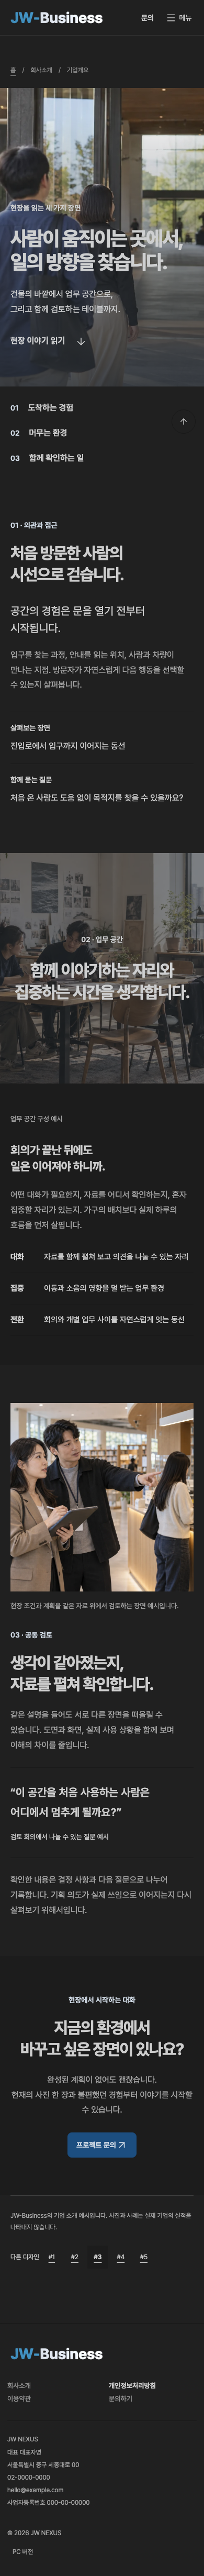 JW-Business
문의
메뉴
홈 / 회사소개 / 기업개요
현장을 읽는 세 가지 장면
사람이 움직이는 곳에서,
일의 방향을 찾습니다.
건물의 바깥에서 업무 공간으로,
그리고 함께 검토하는 테이블까지.
현장 이야기 읽기
01 도착하는 경험
02 머무는 환경
03 함께 확인하는 일
01 · 외관과 접근
처음 방문한 사람의
시선으로 걷습니다.
공간의 경험은 문을 열기 전부터
시작됩니다.
입구를 찾는 과정, 안내를 읽는 위치, 사람과 차량이
만나는 지점. 방문자가 자연스럽게 다음 행동을 선택할
수 있는지 살펴봅니다.
살펴보는 장면
진입로에서 입구까지 이어지는 동선
함께 묻는 질문
처음 온 사람도 도움 없이 목적지를 찾을 수 있을까요?
02 · 업무 공간
함께 이야기하는 자리와
집중하는 시간을 생각합니다.
업무 공간 구성 예시
회의가 끝난 뒤에도
일은 이어져야 하니까.
어떤 대화가 필요한지, 자료를 어디서 확인하는지, 혼자
집중할 자리가 있는지. 가구의 배치보다 실제 하루의
흐름을 먼저 살핍니다.
대화 자료를 함께 펼쳐 보고 의견을 나눌 수 있는 자리
집중 이동과 소음의 영향을 덜 받는 업무 환경
전환 회의와 개별 업무 사이를 자연스럽게 잇는 동선
현장 조건과 계획을 같은 자료 위에서 검토하는 장면 예시입니다.
03 · 공동 검토
생각이 같아졌는지,
자료를 펼쳐 확인합니다.
같은 설명을 들어도 서로 다른 장면을 떠올릴 수
있습니다. 도면과 화면, 실제 사용 상황을 함께 보며
이해의 차이를 줄입니다.
“이 공간을 처음 사용하는 사람은
어디에서 멈추게 될까요?”
검토 회의에서 나눌 수 있는 질문 예시
확인한 내용은 결정 사항과 다음 질문으로 나누어
기록합니다. 기획 의도가 실제 쓰임으로 이어지는지 다시
살펴보기 위해서입니다.
현장에서 시작하는 대화
지금의 환경에서
바꾸고 싶은 장면이 있나요?
완성된 계획이 없어도 괜찮습니다.
현재의 사진 한 장과 불편했던 경험부터 이야기를 시작할
수 있습니다.
프로젝트 문의
JW-Business의 기업 소개 예시입니다. 사진과 사례는 실제 기업의 실적을
나타내지 않습니다.
다른 디자인 #1 #2 #3 #4 #5
JW-Business
회사소개
개인정보처리방침
이용약관
문의하기
JW NEXUS
대표 대표자명
서울특별시 중구 세종대로 00
02-0000-0000
hello@example.com
사업자등록번호 000-00-00000
© 2026 JW NEXUS
PC 버전